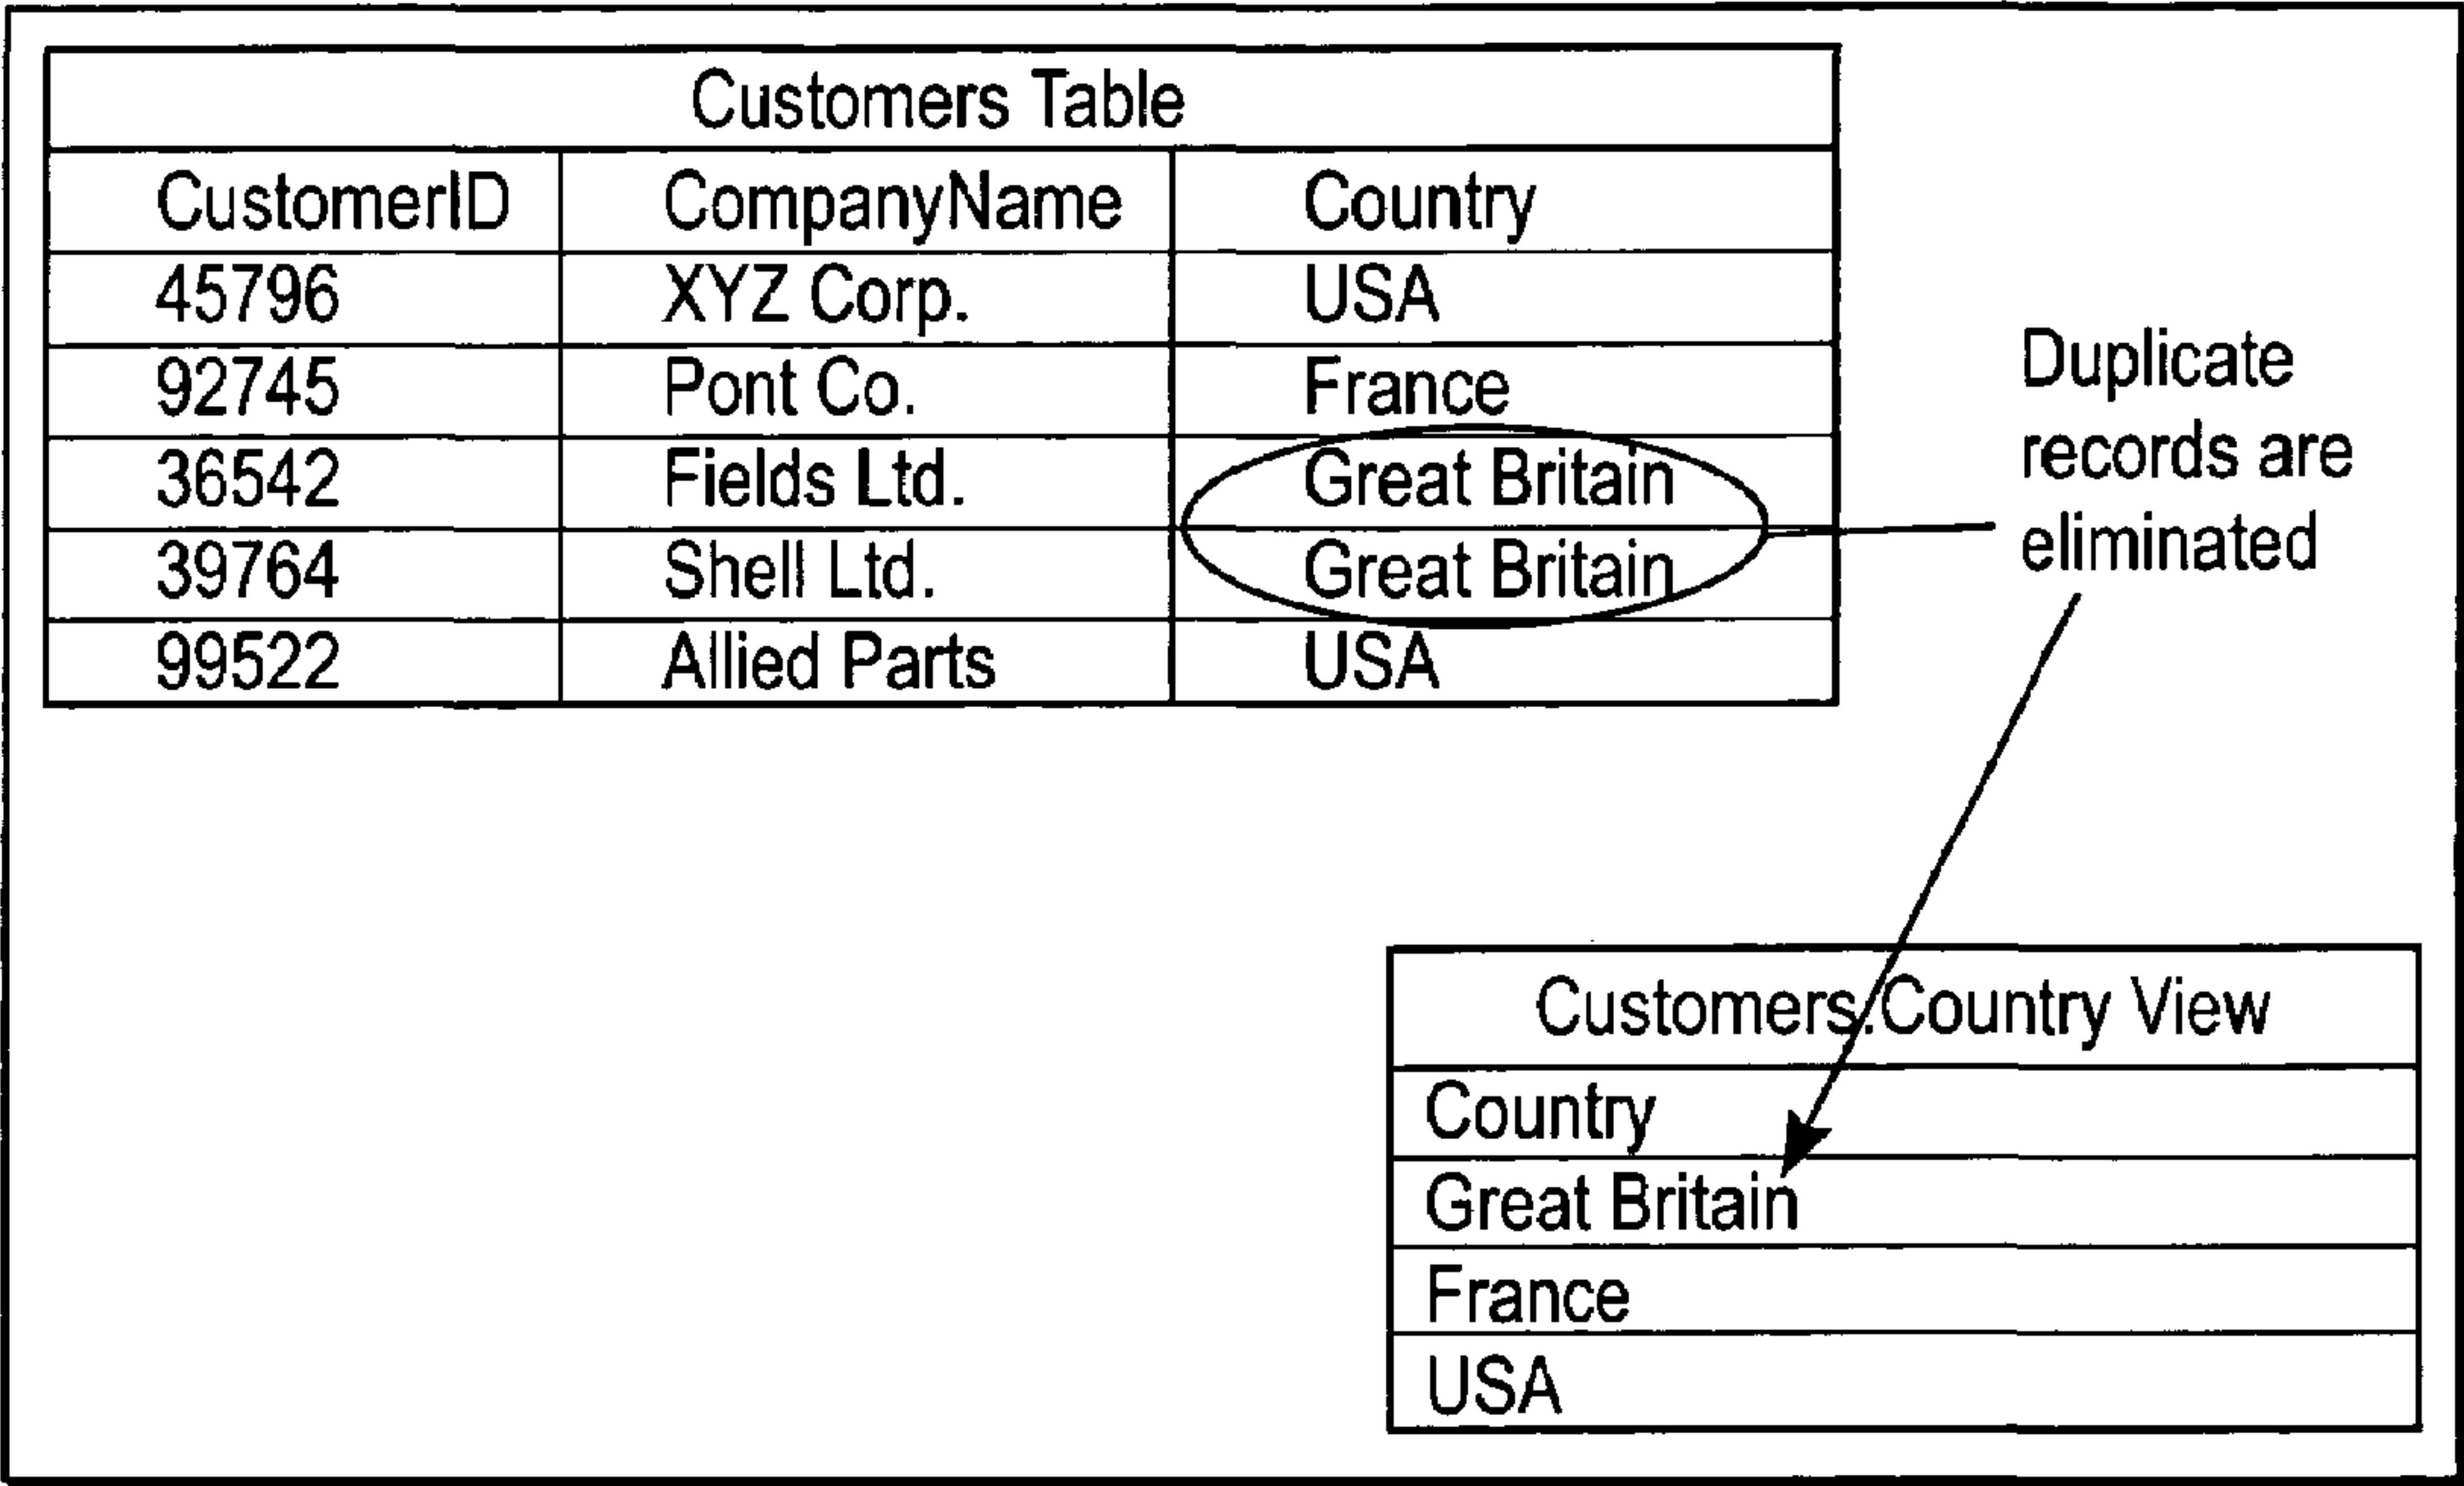 Customers Table
CustomerID CompanyName Country
45796 XYZ Corp. USA
92745 Pont Co. France
36542 Fields Ltd. Great Britain
39764 Shell Ltd. Great Britain
99522 Allied Parts USA
Duplicate
records are
eliminated
Customers.Country View
Country
Great Britain
France
USA